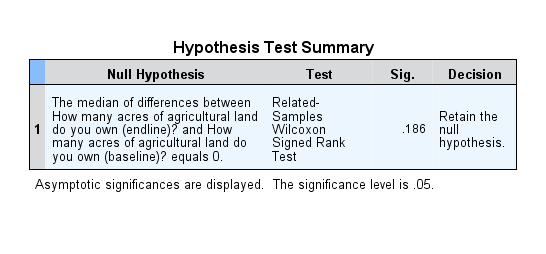 Hypothesis Test Summary
Null Hypothesis Test Sig. Decision
1
The median of differences between
How many acres of agricultural land
do you own (endline)? and How
many acres of agricultural land do
you own (baseline)? equals 0.
Related-
Samples
Wilcoxon
Signed Rank
Test
.186
Retain the
null
hypothesis.
Asymptotic significances are displayed.  The significance level is .05.